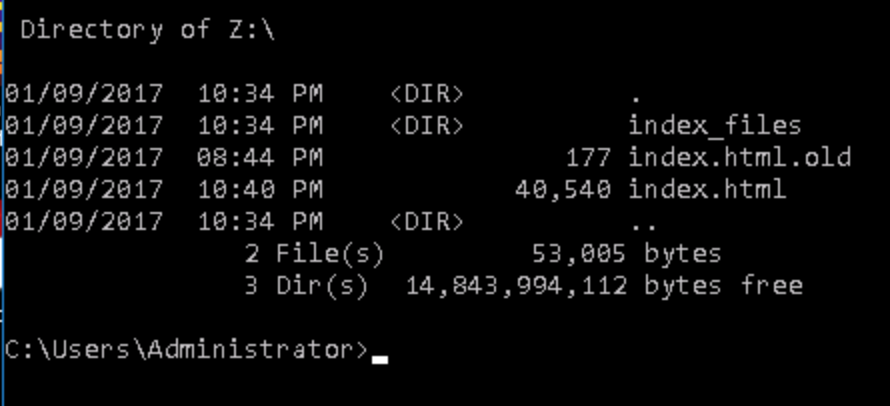 Directory of Z:\
01/09/2017  10:34 PM    <DIR>          .
01/09/2017  10:34 PM    <DIR>          index_files
01/09/2017  08:44 PM               177 index.html.old
01/09/2017  10:40 PM            40,540 index.html
01/09/2017  10:34 PM    <DIR>          ..
               2 File(s)         53,005 bytes
               3 Dir(s)  14,843,994,112 bytes free
C:\Users\Administrator>